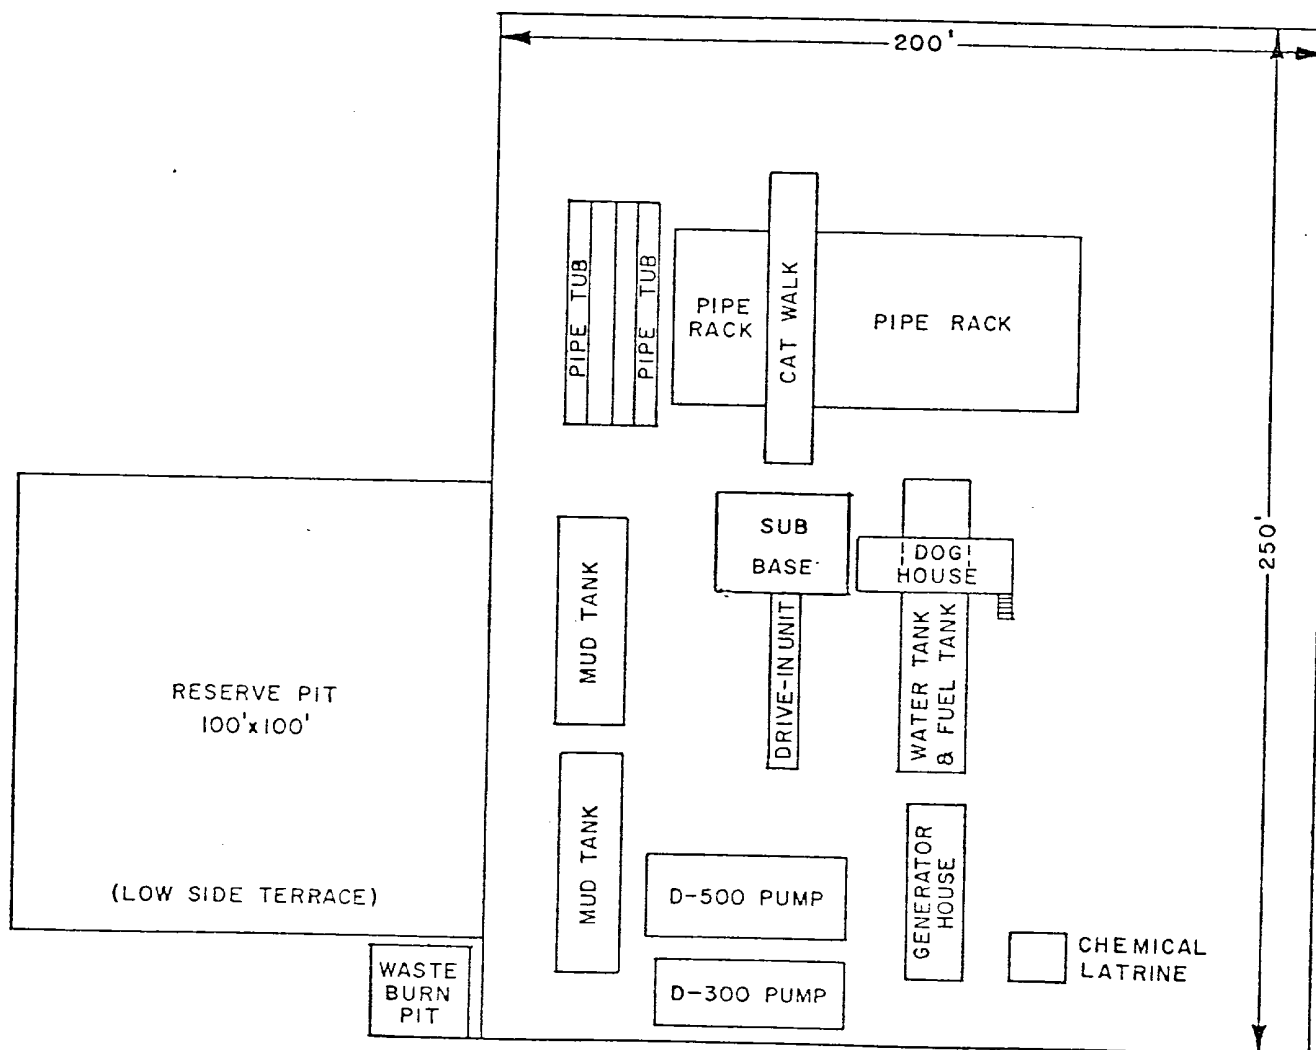 200'
250'
PIPE TUB
PIPE TUB
PIPE
RACK
CAT WALK
PIPE RACK
SUB
BASE
DOG
HOUSE
MUD TANK
DRIVE-IN UNIT
WATER TANK
& FUEL TANK
RESERVE PIT
100'x100'
(LOW SIDE TERRACE)
MUD TANK
D-500 PUMP
GENERATOR
HOUSE
CHEMICAL
LATRINE
WASTE
BURN
PIT
D-300 PUMP